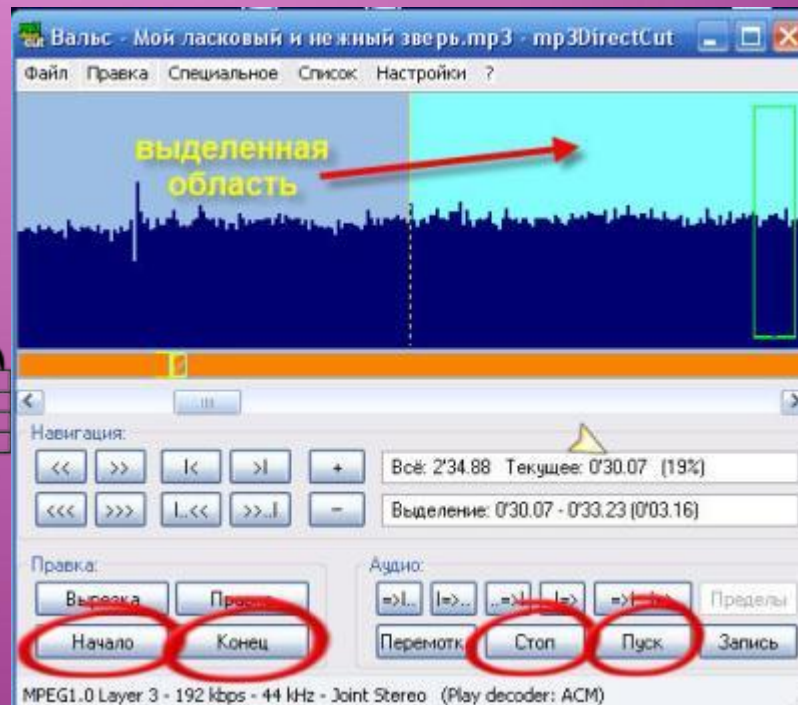 Вальс - Мой ласковый и нежный зверь.mp3 - mp3DirectCut
Файл Правка Специальное Список Настройки ?
выделенная
область
Навигация:
<< >> |< >| + Всё: 2'34.88 Текущее: 0'30.07 (19%)
<<< >>> |..<< >>..| - Выделение: 0'30.07 - 0'33.23 (0'03.16)
Правка: Аудио:
Вырезка =>|.. |=>.. ..=>| |=> Пределы
Начало Конец Перемотк Стоп Пуск Запись
MPEG1.0 Layer 3 - 192 kbps - 44 kHz - Joint Stereo (Play decoder: ACM)